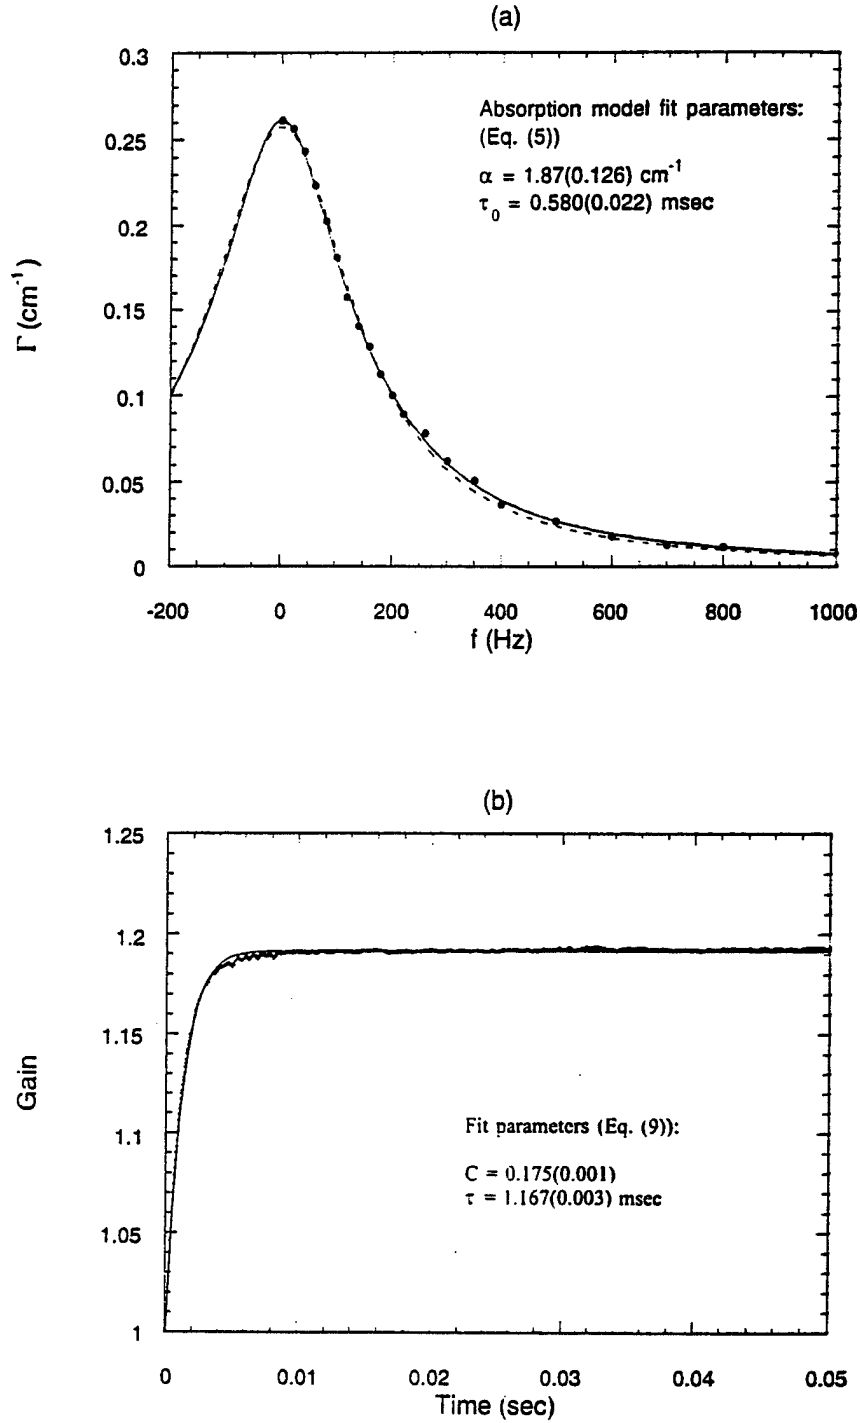 (a)
0.3
0.25
0.2
0.15
0.1
0.05
0
Γ (cm⁻¹)
Absorption model fit parameters:
(Eq. (5))
α = 1.87(0.126) cm⁻¹
τ₀ = 0.580(0.022) msec
-200 0 200 400 600 800 1000
f (Hz)
(b)
1.25
1.2
1.15
1.1
1.05
1
Gain
Fit parameters (Eq. (9)):
C = 0.175(0.001)
τ = 1.167(0.003) msec
0 0.01 0.02 0.03 0.04 0.05
Time (sec)